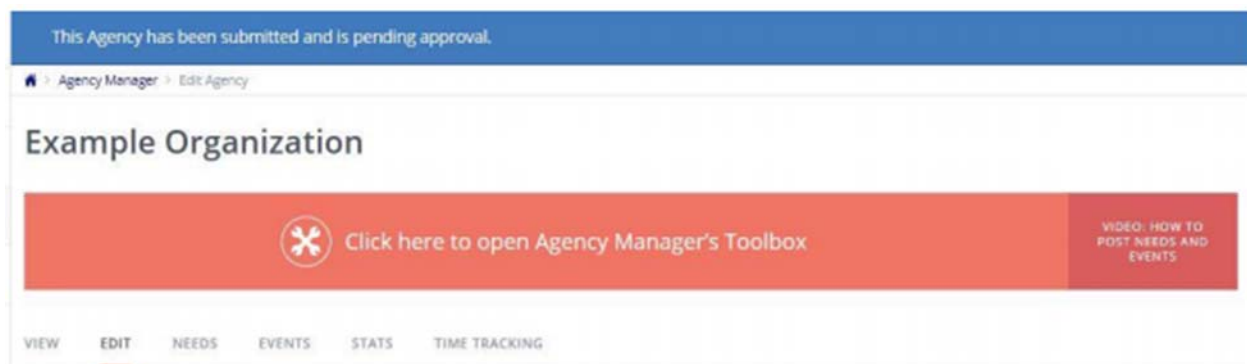 This Agency has been submitted and is pending approval.
> Agency Manager > Edit Agency
Example Organization
Click here to open Agency Manager's Toolbox
VIDEO: HOW TO
POST NEEDS AND
EVENTS
VIEW EDIT NEEDS EVENTS STATS TIME TRACKING